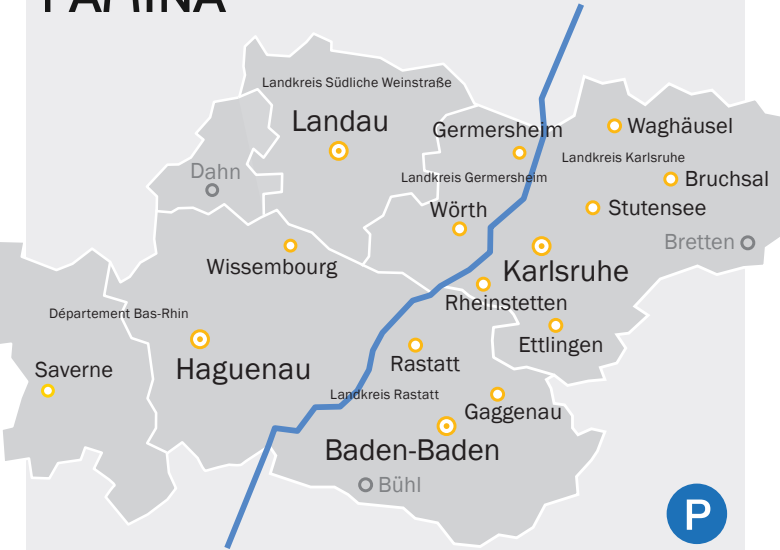 PAMINA
Landkreis Südliche Weinstraße
Landau
Germersheim
Waghäusel
Landkreis Karlsruhe
Dahn
Landkreis Germersheim
Bruchsal
Wörth
Stutensee
Bretten
Wissembourg
Karlsruhe
Rheinstetten
Département Bas-Rhin
Ettlingen
Rastatt
Saverne
Haguenau
Landkreis Rastatt
Gaggenau
Baden-Baden
Bühl
P